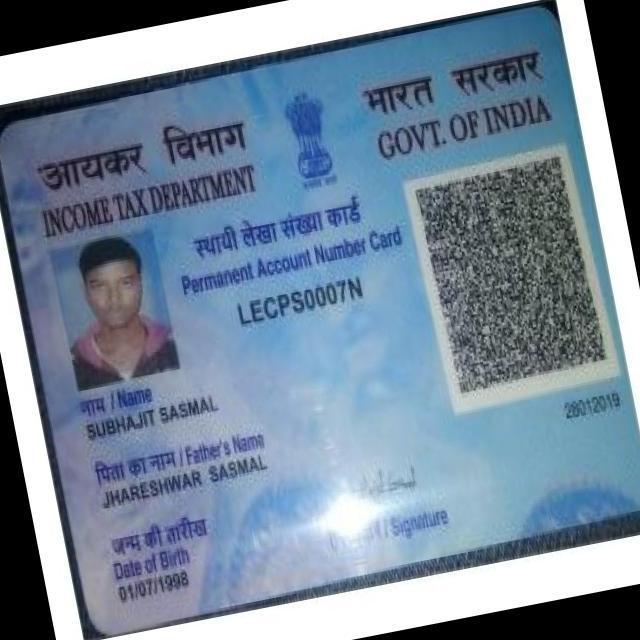 आयकर विभाग
INCOME TAX DEPARTMENT
भारत सरकार
GOVT. OF INDIA
स्थायी लेखा संख्या कार्ड
Permanent Account Number Card
LECPS0007N
नाम / Name
SUBHAJIT SASMAL
28012019
पिता का नाम / Father's Name
JHARESHWAR SASMAL
जन्म की तारीख
Date of Birth
01/07/1998
/ Signature